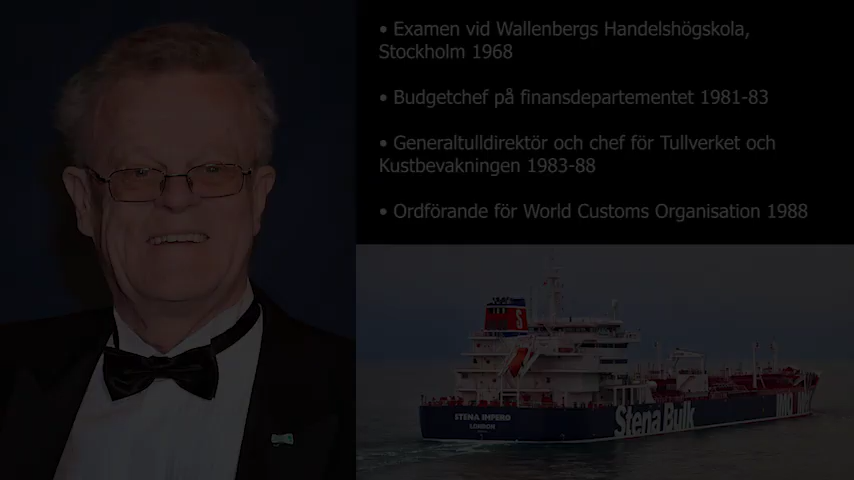 • Examen vid Wallenbergs Handelshögskola,
Stockholm 1968
• Budgetchef på finansdepartementet 1981-83
• Generaltulldirektör och chef för Tullverket och
Kustbevakningen 1983-88
• Ordförande för World Customs Organisation 1988
S
STENA IMPERO
LONDON
Stena Bulk